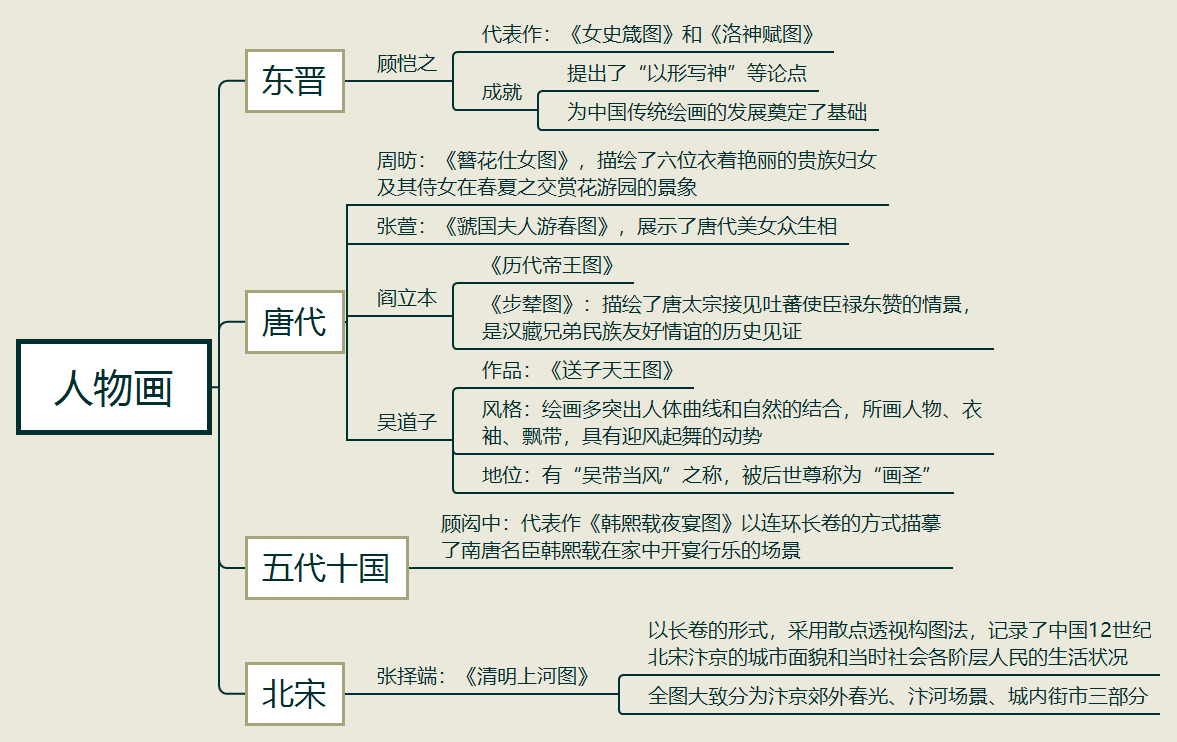 人物画
东晋
顾恺之
代表作：《女史箴图》和《洛神赋图》
成就
提出了“以形写神”等论点
为中国传统绘画的发展奠定了基础
唐代
周昉：《簪花仕女图》，描绘了六位衣着艳丽的贵族妇女
及其侍女在春夏之交赏花游园的景象
张萱：《虢国夫人游春图》，展示了唐代美女众生相
阎立本
《历代帝王图》
《步辇图》：描绘了唐太宗接见吐蕃使臣禄东赞的情景，
是汉藏兄弟民族友好情谊的历史见证
吴道子
作品：《送子天王图》
风格：绘画多突出人体曲线和自然的结合，所画人物、衣
袖、飘带，具有迎风起舞的动势
地位：有“吴带当风”之称，被后世尊称为“画圣”
五代十国
顾闳中：代表作《韩熙载夜宴图》以连环长卷的方式描摹
了南唐名臣韩熙载在家中开宴行乐的场景
北宋
张择端：《清明上河图》
以长卷的形式，采用散点透视构图法，记录了中国12世纪
北宋汴京的城市面貌和当时社会各阶层人民的生活状况
全图大致分为汴京郊外春光、汴河场景、城内街市三部分